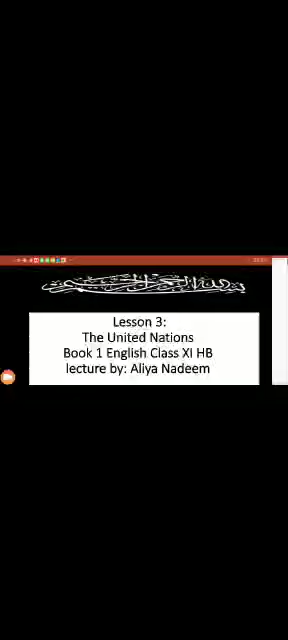 بسم الله الرحمن الرحيم
Lesson 3:
The United Nations
Book 1 English Class XI HB
lecture by: Aliya Nadeem